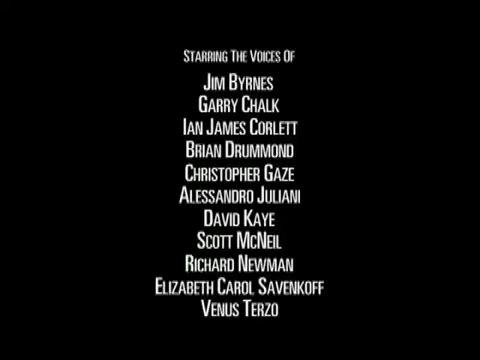 Starring The Voices Of
Jim Byrnes
Garry Chalk
Ian James Corlett
Brian Drummond
Christopher Gaze
Alessandro Juliani
David Kaye
Scott McNeil
Richard Newman
Elizabeth Carol Savenkoff
Venus Terzo